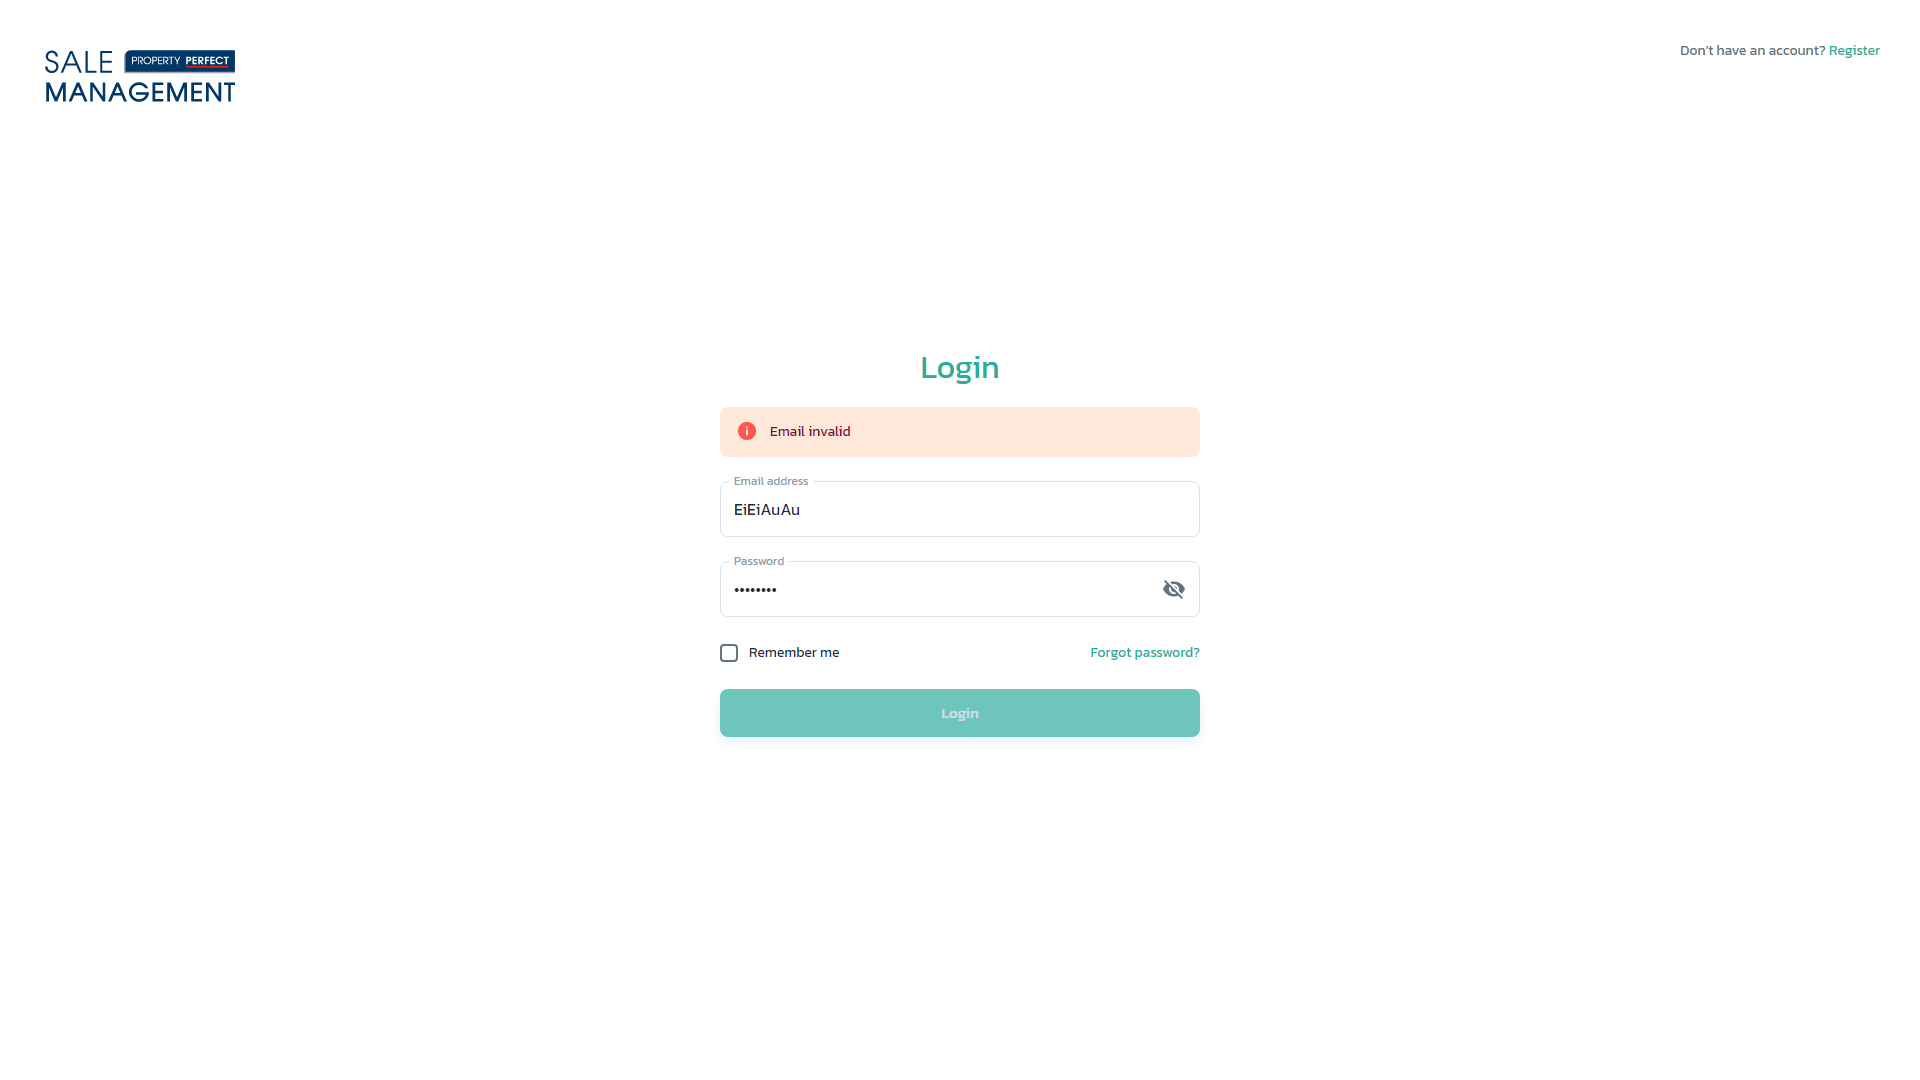 SALE PROPERTY PERFECT
MANAGEMENT
Don't have an account? Register
Login
Email invalid
Email address
EiEiAuAu
Password
••••••••
Remember me
Forgot password?
Login